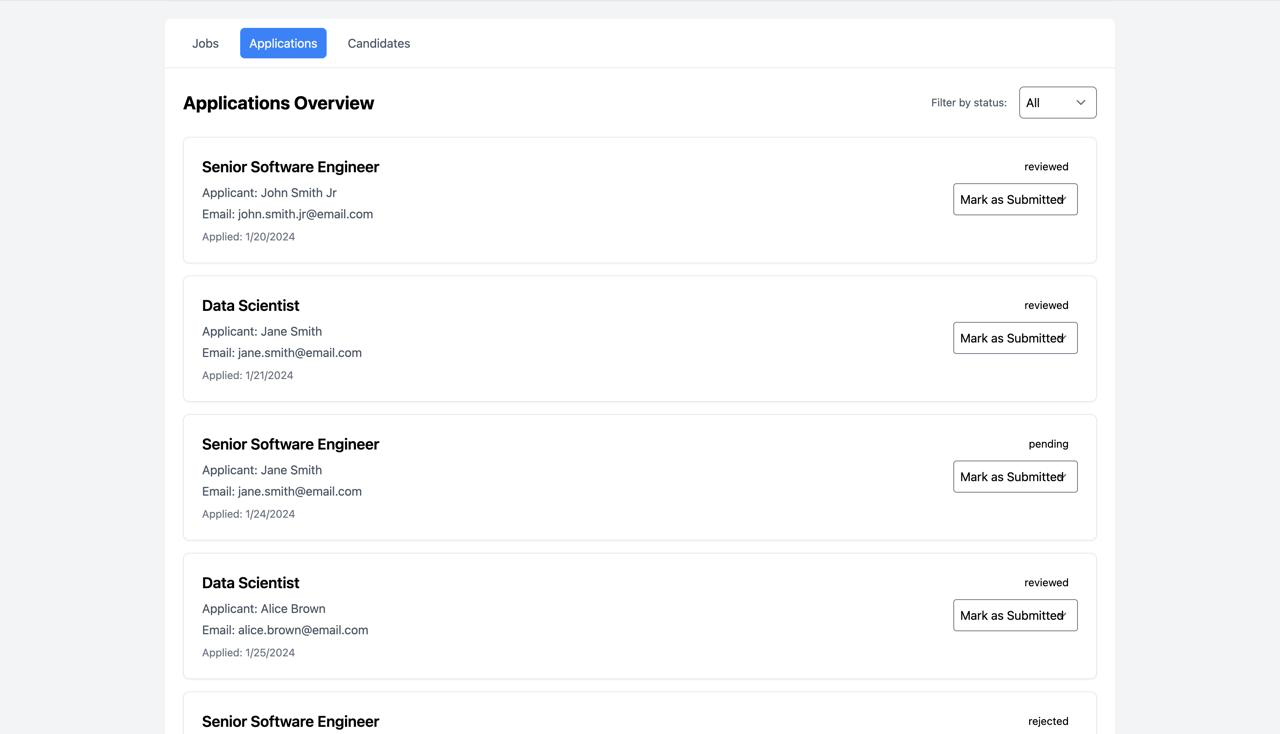 Jobs Applications Candidates
Applications Overview
Filter by status: All
Senior Software Engineer
reviewed
Applicant: John Smith Jr
Mark as Submitted
Email: john.smith.jr@email.com
Applied: 1/20/2024
Data Scientist
reviewed
Applicant: Jane Smith
Mark as Submitted
Email: jane.smith@email.com
Applied: 1/21/2024
Senior Software Engineer
pending
Applicant: Jane Smith
Mark as Submitted
Email: jane.smith@email.com
Applied: 1/24/2024
Data Scientist
reviewed
Applicant: Alice Brown
Mark as Submitted
Email: alice.brown@email.com
Applied: 1/25/2024
Senior Software Engineer
rejected